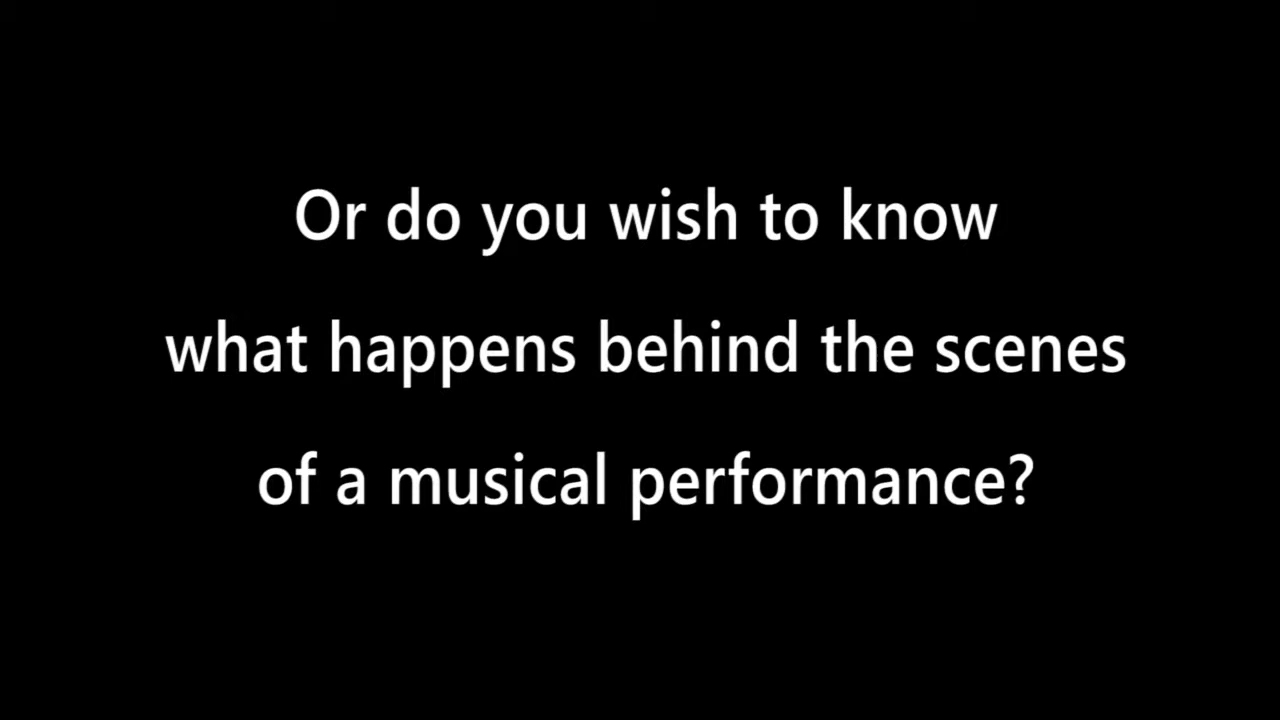 Or do you wish to know
what happens behind the scenes
of a musical performance?